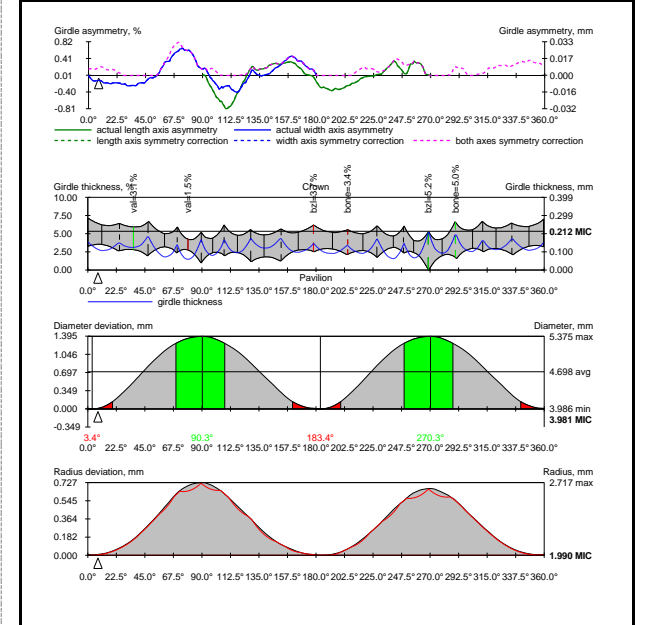 Girdle asymmetry, % Girdle asymmetry, mm
0.82 0.033
0.41 0.017
0.01 0.000
-0.40 -0.016
-0.81 -0.032
0.0° 22.5° 45.0° 67.5° 90.0° 112.5° 135.0° 157.5° 180.0° 202.5° 225.0° 247.5° 270.0° 292.5° 315.0° 337.5° 360.0°
actual length axis asymmetry actual width axis asymmetry
length axis symmetry correction width axis symmetry correction both axes symmetry correction
Girdle thickness, % Crown Girdle thickness, mm
val=3.1% val=1.5% bone=3.4% bzl=5.2% bone=5.0%
10.00 0.399
7.50 0.299
5.00 0.212 MIC
2.50 0.100
0.00 0.000
Pavilion
0.0° 22.5° 45.0° 67.5° 90.0° 112.5° 135.0° 157.5° 180.0° 202.5° 225.0° 247.5° 270.0° 292.5° 315.0° 337.5° 360.0°
girdle thickness
Diameter deviation, mm Diameter, mm
1.395 5.375 max
1.046
0.697 4.698 avg
0.349
0.000 3.986 min
3.981 MIC
-0.349
3.4° 90.3° 183.4° 270.3°
0.0° 22.5° 45.0° 67.5° 90.0° 112.5° 135.0° 157.5° 180.0° 202.5° 225.0° 247.5° 270.0° 292.5° 315.0° 337.5° 360.0°
Radius deviation, mm Radius, mm
0.727 2.717 max
0.545
0.364
0.182
0.000 1.990 MIC
0.0° 22.5° 45.0° 67.5° 90.0° 112.5° 135.0° 157.5° 180.0° 202.5° 225.0° 247.5° 270.0° 292.5° 315.0° 337.5° 360.0°